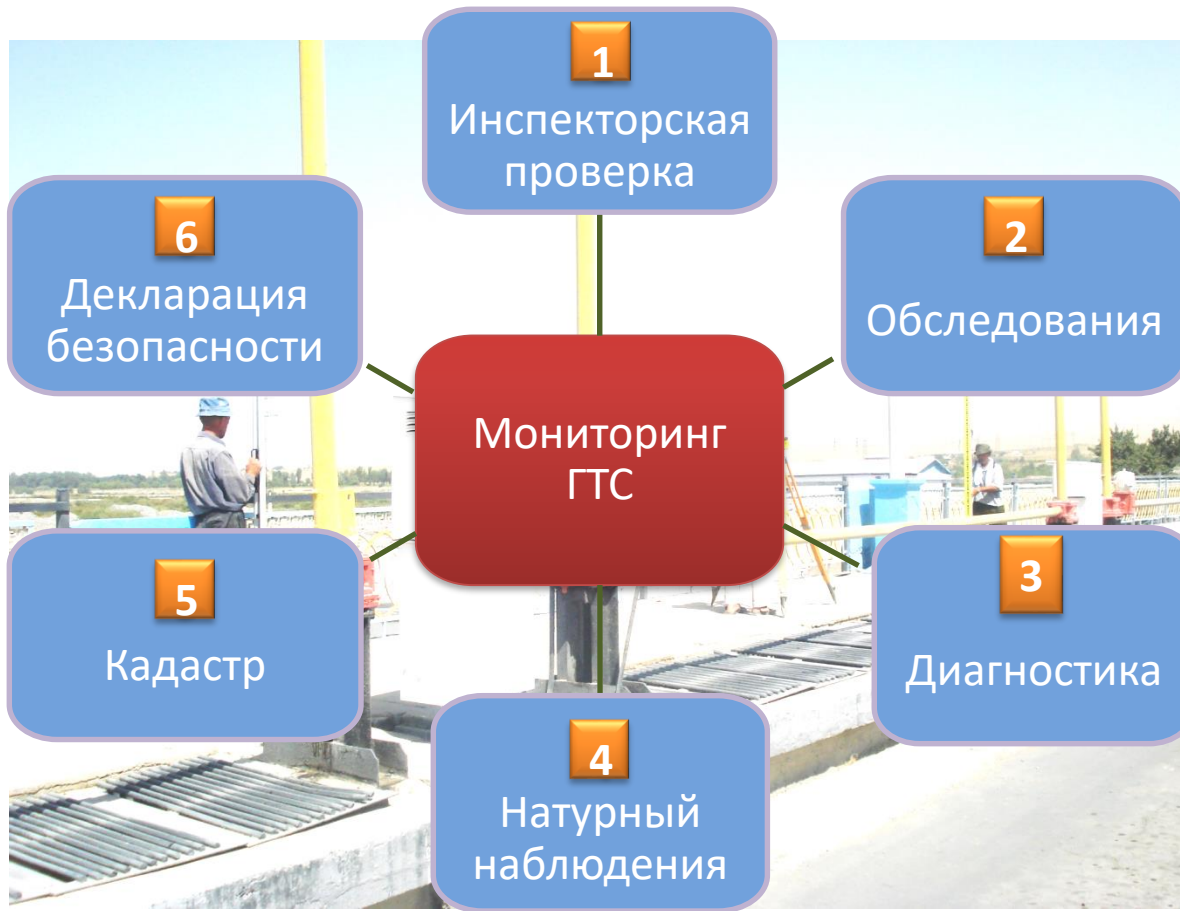 1
Инспекторская
проверка
2
Обследования
3
Диагностика
4
Натурный
наблюдения
5
Кадастр
6
Декларация
безопасности
Мониторинг
ГТС